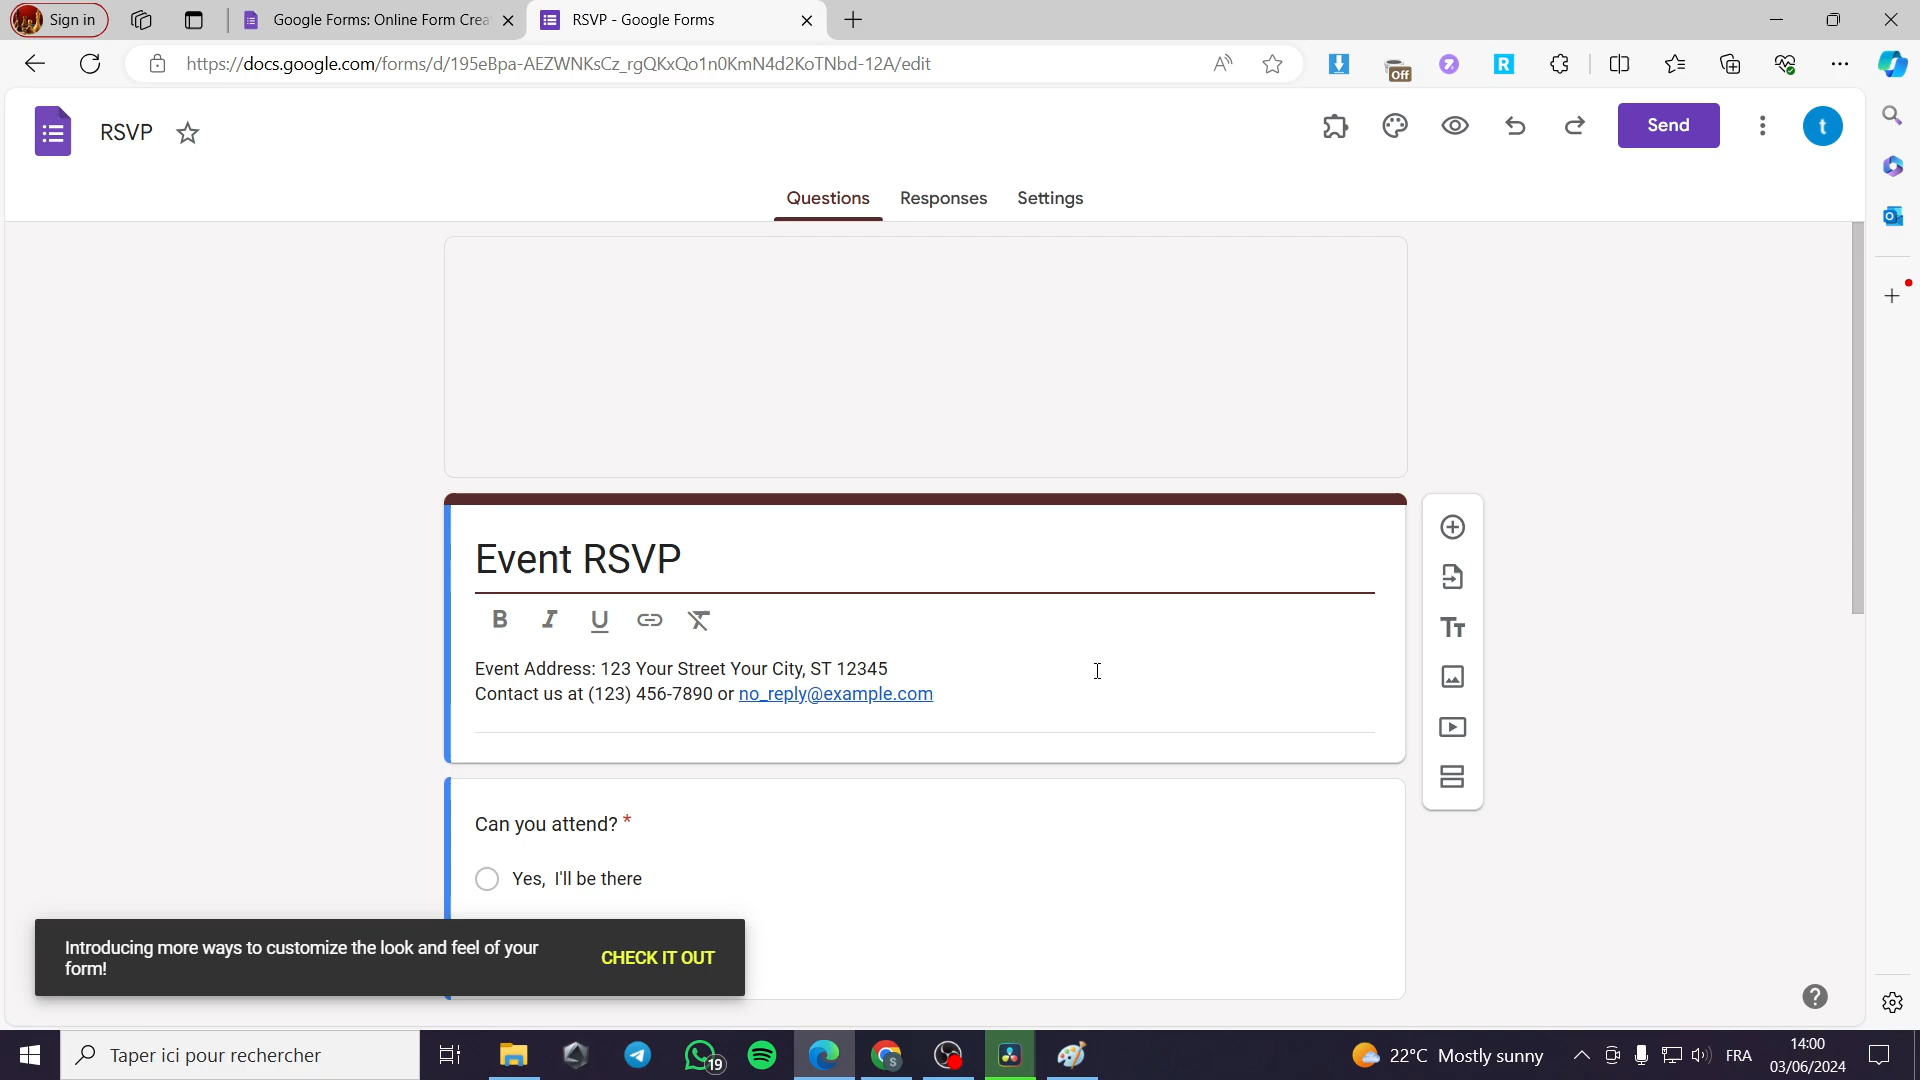 Sign in
Google Forms: Online Form Crea
RSVP - Google Forms
https://docs.google.com/forms/d/195eBpa-AEZWNKsCz_rgQKxQo1n0KmN4d2KoTNbd-12A/edit
Off
RSVP
Send
t
Questions
Responses
Settings
Event RSVP
B I U
Event Address: 123 Your Street Your City, ST 12345
Contact us at (123) 456-7890 or no_reply@example.com
Can you attend? *
Yes, I'll be there
Introducing more ways to customize the look and feel of your
form!
CHECK IT OUT
Taper ici pour rechercher
19
22°C Mostly sunny
FRA
14:00
03/06/2024